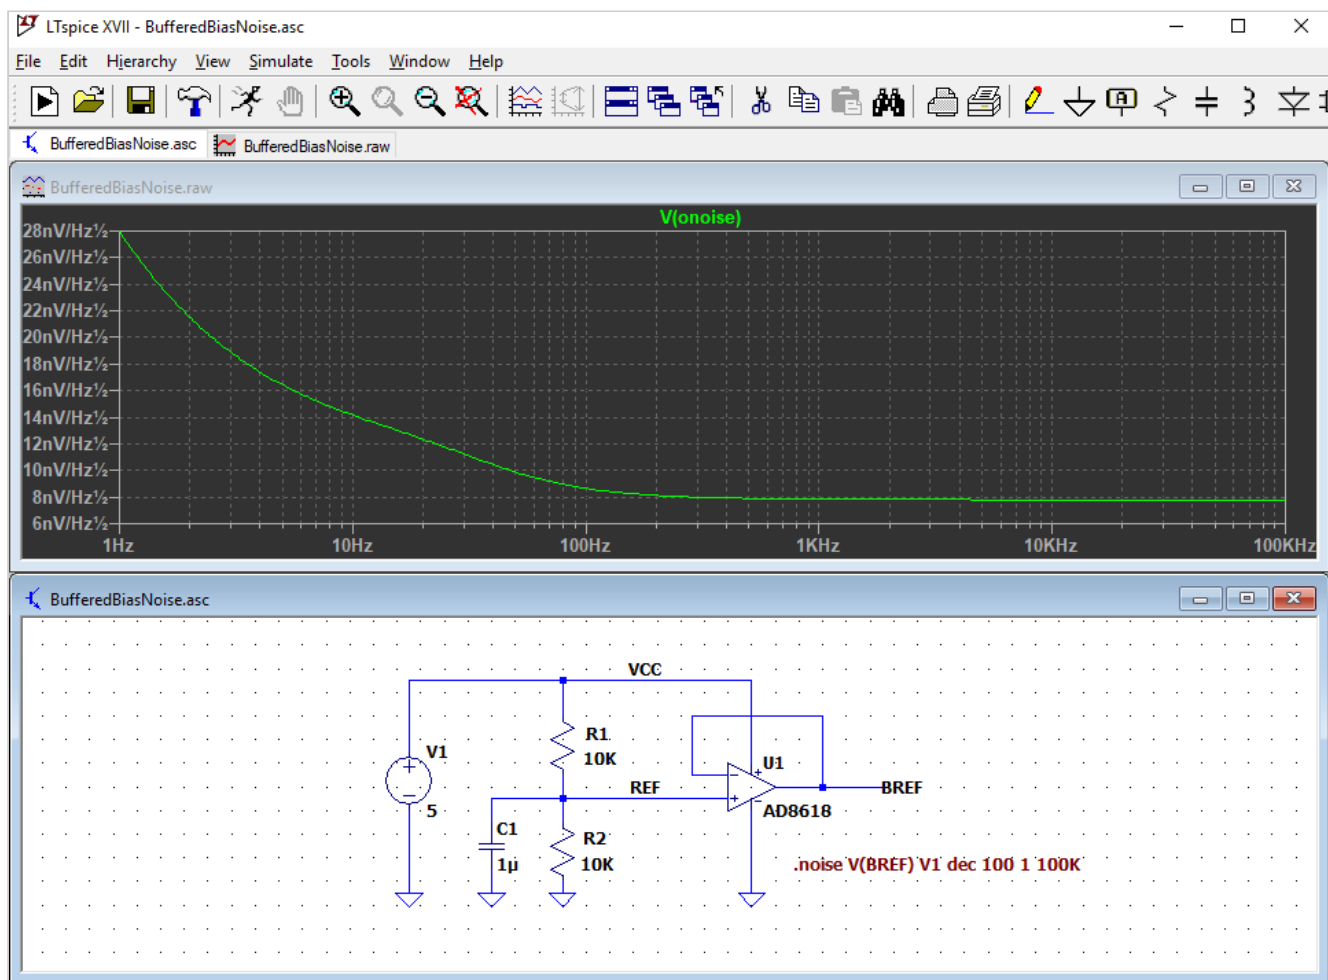 LTspice XVII - BufferedBiasNoise.asc
File Edit Hierarchy View Simulate Tools Window Help
BufferedBiasNoise.asc BufferedBiasNoise.raw
BufferedBiasNoise.raw
V(onoise)
28nV/Hz½
26nV/Hz½
24nV/Hz½
22nV/Hz½
20nV/Hz½
18nV/Hz½
16nV/Hz½
14nV/Hz½
12nV/Hz½
10nV/Hz½
8nV/Hz½
6nV/Hz½
1Hz 10Hz 100Hz 1KHz 10KHz 100KHz
BufferedBiasNoise.asc
VCC
R1
10K
V1
5
U1
REF
BREF
AD8618
C1
1µ
R2
10K
.noise V(BREF) V1 dec 100 1 100K